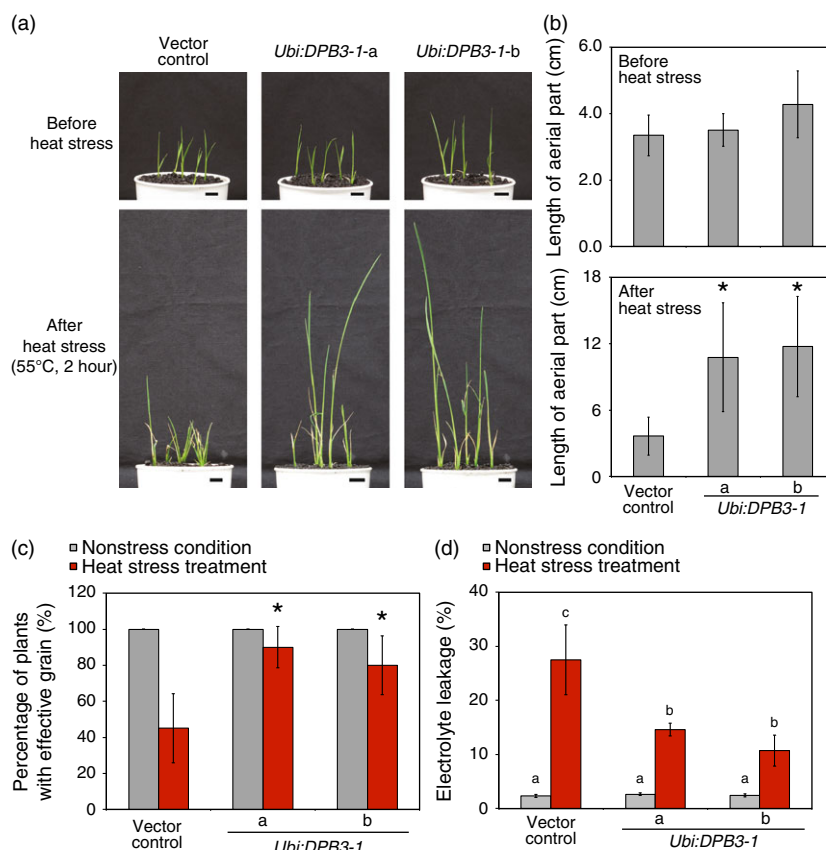 (a)
Vector
control
Ubi:DPB3-1-a
Ubi:DPB3-1-b
Before
heat stress
After
heat stress
(55°C, 2 hour)
(b)
Length of aerial part (cm)
6.0
4.0
2.0
0.0
Before
heat stress
Length of aerial part (cm)
18
12
6
0
After
heat stress
*
*
Vector
control
a
b
Ubi:DPB3-1
(c)
Nonstress condition
Heat stress treatment
Percentage of plants
with effective grain (%)
120
100
80
60
40
20
0
*
*
Vector
control
a
b
Ubi:DPB3-1
(d)
Nonstress condition
Heat stress treatment
Electrolyte leakage (%)
40
30
20
10
0
a
c
a
b
a
b
Vector
control
a
b
Ubi:DPB3-1